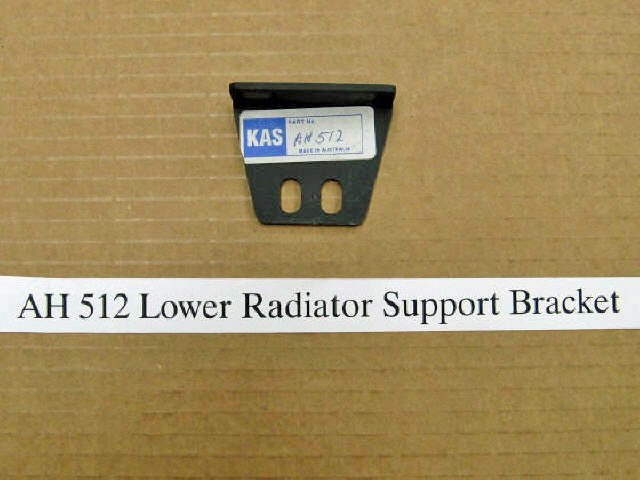 PART No.
KAS
AH 512
MADE IN AUSTRALIA
AH 512 Lower Radiator Support Bracket